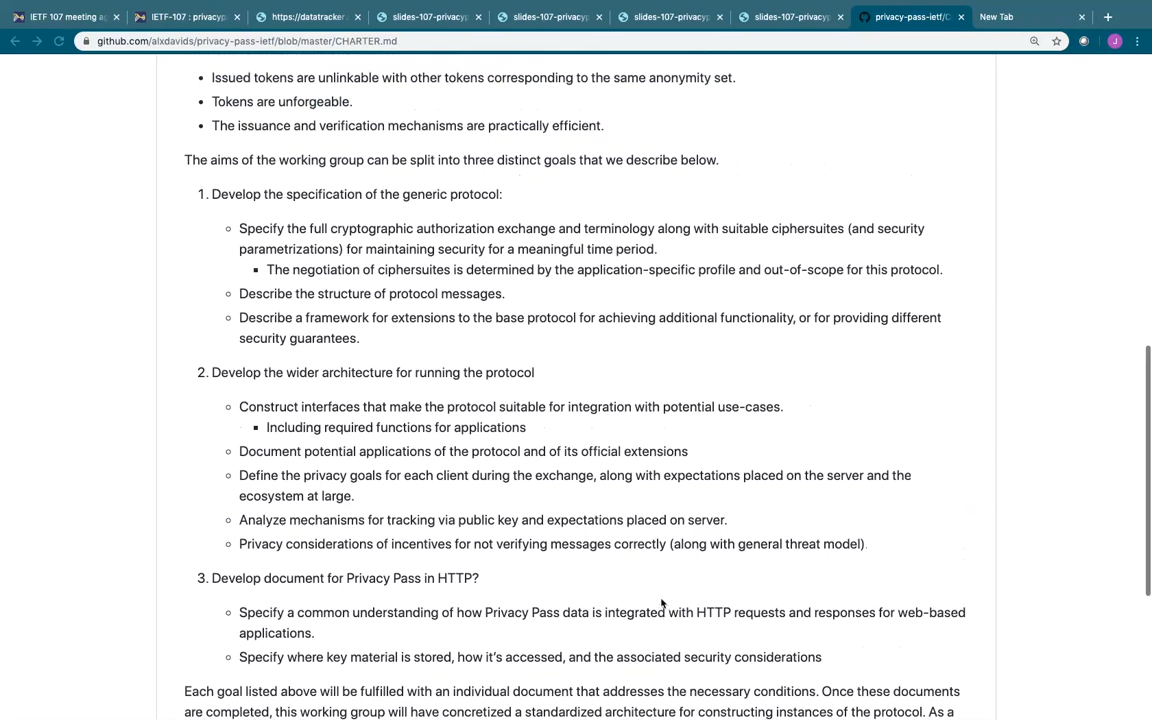 IETF 107 meeting a
IETF-107 : privacyp
https://datatracker.
slides-107-privacyp
slides-107-privacyp
slides-107-privacyp
slides-107-privacyp
privacy-pass-ietf/C
New Tab
github.com/alxdavids/privacy-pass-ietf/blob/master/CHARTER.md
J
• Issued tokens are unlinkable with other tokens corresponding to the same anonymity set.
• Tokens are unforgeable.
• The issuance and verification mechanisms are practically efficient.
The aims of the working group can be split into three distinct goals that we describe below.
1. Develop the specification of the generic protocol:
◦ Specify the full cryptographic authorization exchange and terminology along with suitable ciphersuites (and security
parametrizations) for maintaining security for a meaningful time period.
▪ The negotiation of ciphersuites is determined by the application-specific profile and out-of-scope for this protocol.
◦ Describe the structure of protocol messages.
◦ Describe a framework for extensions to the base protocol for achieving additional functionality, or for providing different
security guarantees.
2. Develop the wider architecture for running the protocol
◦ Construct interfaces that make the protocol suitable for integration with potential use-cases.
▪ Including required functions for applications
◦ Document potential applications of the protocol and of its official extensions
◦ Define the privacy goals for each client during the exchange, along with expectations placed on the server and the
ecosystem at large.
◦ Analyze mechanisms for tracking via public key and expectations placed on server.
◦ Privacy considerations of incentives for not verifying messages correctly (along with general threat model).
3. Develop document for Privacy Pass in HTTP?
◦ Specify a common understanding of how Privacy Pass data is integrated with HTTP requests and responses for web-based
applications.
◦ Specify where key material is stored, how it's accessed, and the associated security considerations
Each goal listed above will be fulfilled with an individual document that addresses the necessary conditions. Once these documents
are completed, this working group will have concretized a standardized architecture for constructing instances of the protocol. As a